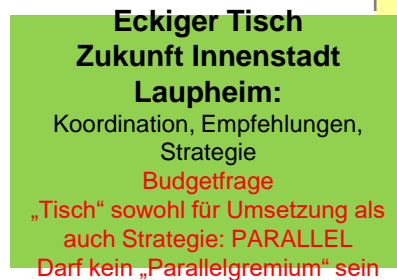 Eckiger Tisch
Zukunft Innenstadt
Laupheim:
Koordination, Empfehlungen,
Strategie
Budgetfrage
„Tisch“ sowohl für Umsetzung als
auch Strategie: PARALLEL
Darf kein „Parallelgremium“ sein